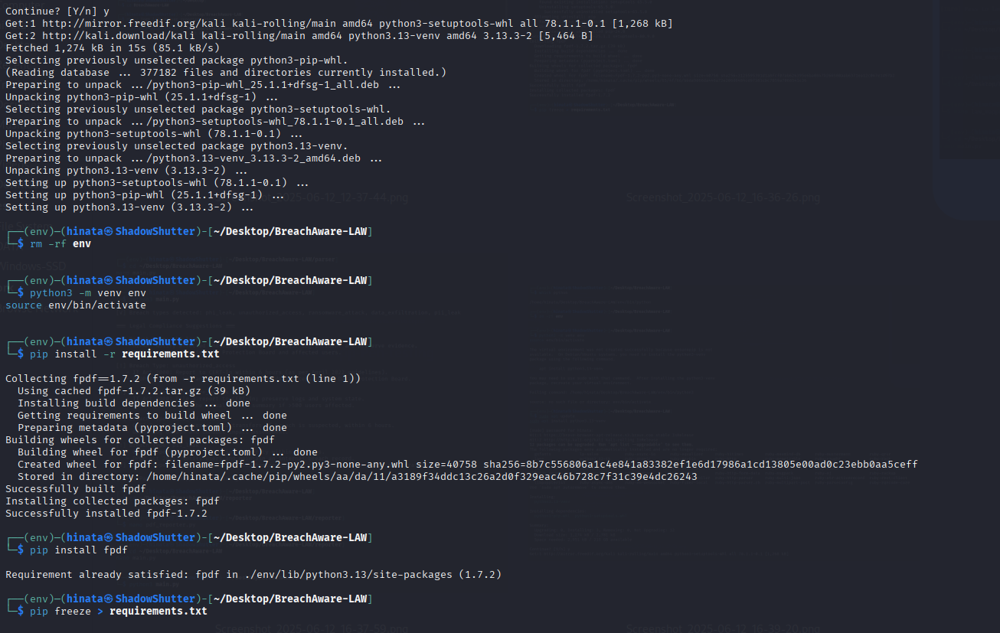 Continue? [Y/n] y
Get:1 http://mirror.freedif.org/kali kali-rolling/main amd64 python3-setuptools-whl all 78.1.1-0.1 [1,268 kB]
Get:2 http://kali.download/kali kali-rolling/main amd64 python3.13-venv amd64 3.13.3-2 [5,464 B]
Fetched 1,274 kB in 15s (85.1 kB/s)
Selecting previously unselected package python3-pip-whl.
(Reading database ... 377182 files and directories currently installed.)
Preparing to unpack .../python3-pip-whl_25.1.1+dfsg-1_all.deb ...
Unpacking python3-pip-whl (25.1.1+dfsg-1) ...
Selecting previously unselected package python3-setuptools-whl.
Preparing to unpack .../python3-setuptools-whl_78.1.1-0.1_all.deb ...
Unpacking python3-setuptools-whl (78.1.1-0.1) ...
Selecting previously unselected package python3.13-venv.
Preparing to unpack .../python3.13-venv_3.13.3-2_amd64.deb ...
Unpacking python3.13-venv (3.13.3-2) ...
Setting up python3-setuptools-whl (78.1.1-0.1) ...
Setting up python3-pip-whl (25.1.1+dfsg-1) ...
Setting up python3.13-venv (3.13.3-2) ...
┌──(env)─(hinata㉿ShadowShutter)-[~/Desktop/BreachAware-LAW]
└─$ rm -rf env
┌──(env)─(hinata㉿ShadowShutter)-[~/Desktop/BreachAware-LAW]
└─$ python3 -m venv env
source env/bin/activate
┌──(env)─(hinata㉿ShadowShutter)-[~/Desktop/BreachAware-LAW]
└─$ pip install -r requirements.txt
Collecting fpdf==1.7.2 (from -r requirements.txt (line 1))
Using cached fpdf-1.7.2.tar.gz (39 kB)
Installing build dependencies ... done
Getting requirements to build wheel ... done
Preparing metadata (pyproject.toml) ... done
Building wheels for collected packages: fpdf
Building wheel for fpdf (pyproject.toml) ... done
Created wheel for fpdf: filename=fpdf-1.7.2-py2.py3-none-any.whl size=40758 sha256=8b7c556806a1c4e841a83382ef1e6d17986a1cd13805e00ad0c23ebb0aa5ceff
Stored in directory: /home/hinata/.cache/pip/wheels/aa/da/11/a3189f34ddc13c26a2d0f329eac46b728c7f31c39e4dc26243
Successfully built fpdf
Installing collected packages: fpdf
Successfully installed fpdf-1.7.2
┌──(env)─(hinata㉿ShadowShutter)-[~/Desktop/BreachAware-LAW]
└─$ pip install fpdf
Requirement already satisfied: fpdf in ./env/lib/python3.13/site-packages (1.7.2)
┌──(env)─(hinata㉿ShadowShutter)-[~/Desktop/BreachAware-LAW]
└─$ pip freeze > requirements.txt